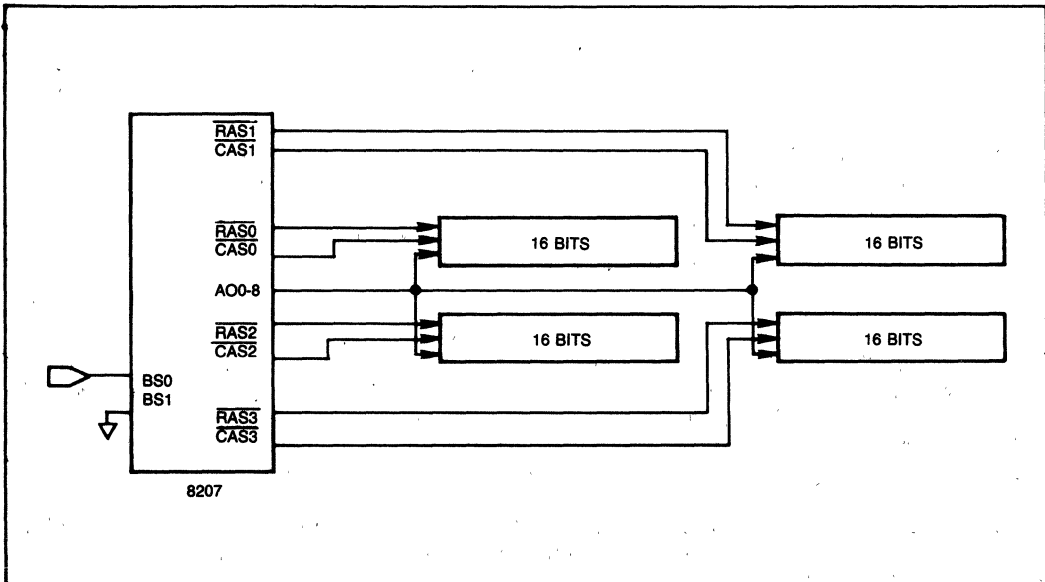 RAS1
CAS1
RAS0
CAS0
16 BITS
16 BITS
AO0-8
RAS2
CAS2
16 BITS
16 BITS
BS0
BS1
RAS3
CAS3
8207